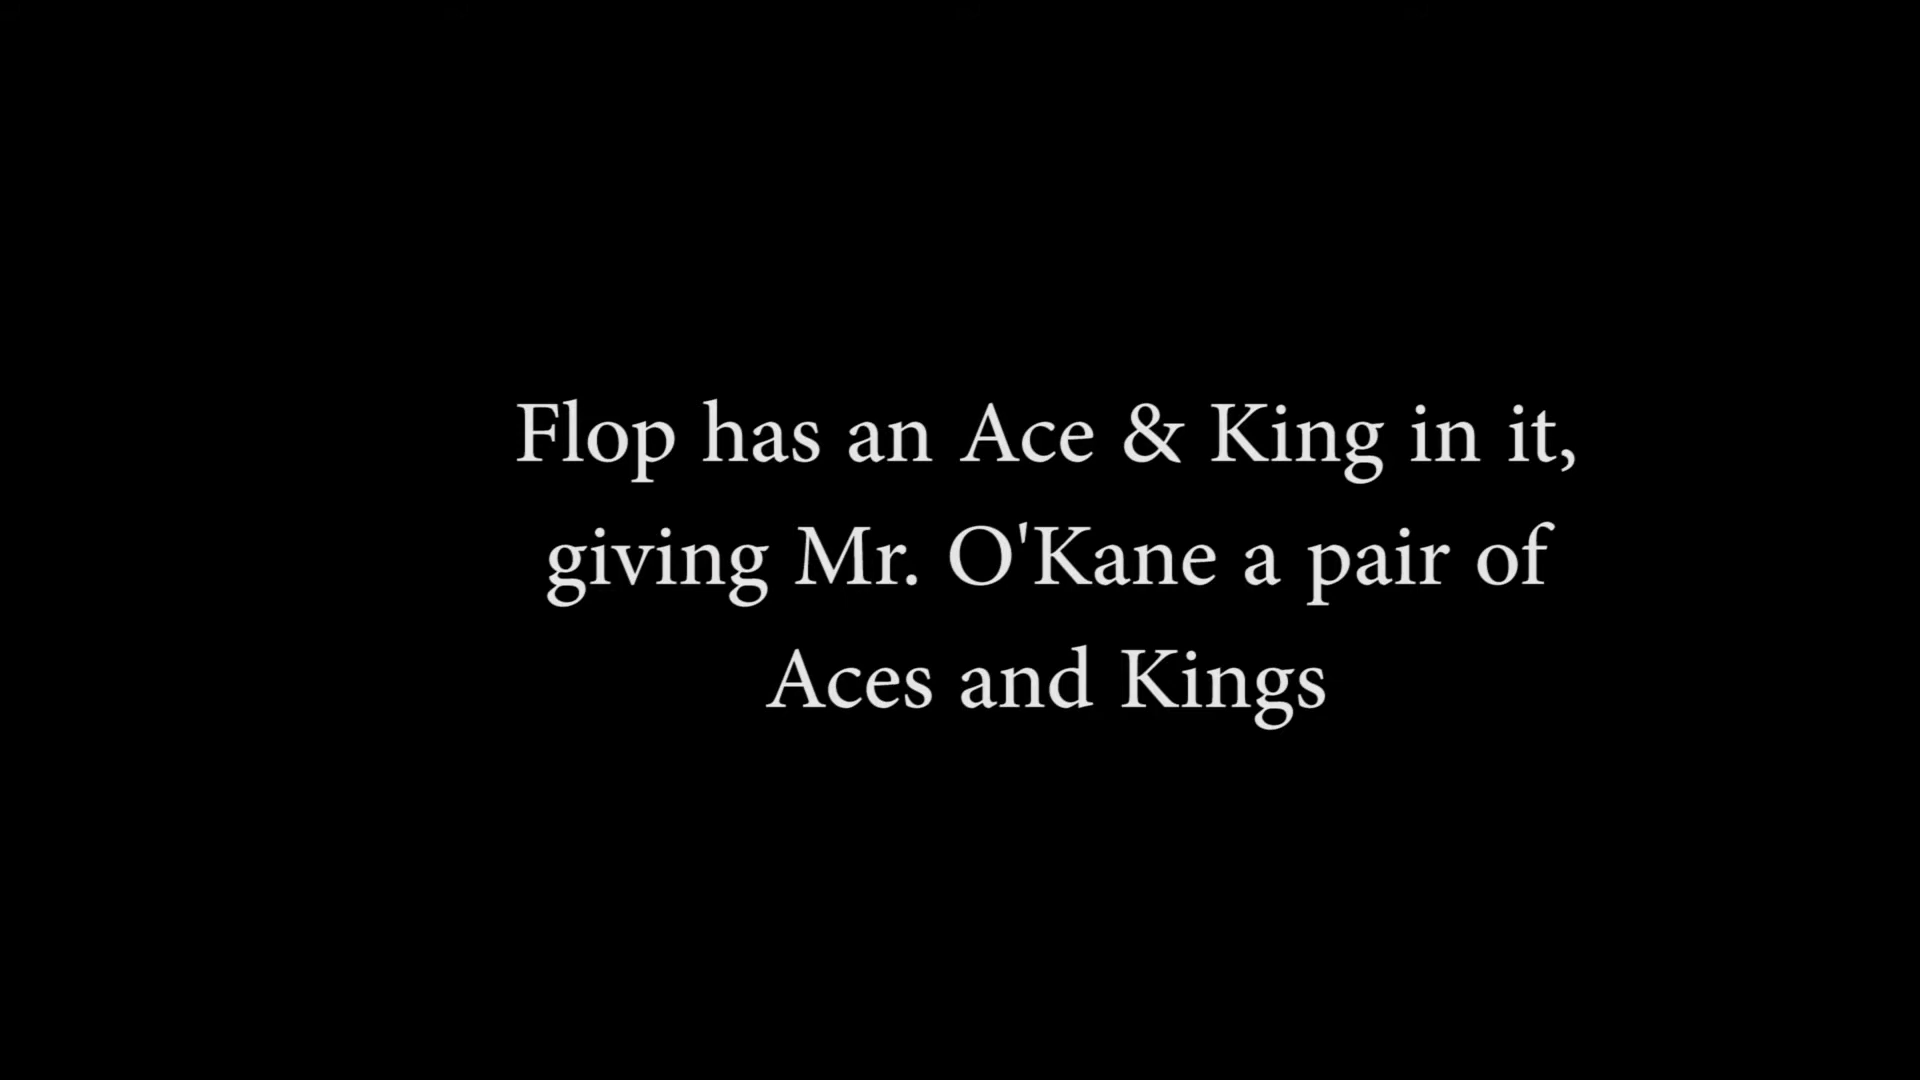 Flop has an Ace & King in it,
giving Mr. O'Kane a pair of
Aces and Kings